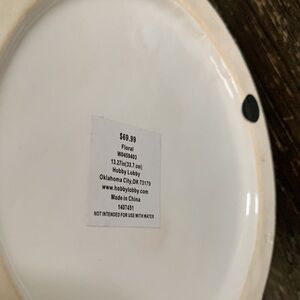 $69.99
Floral
W0459403
13.27in(33.7 cm)
Hobby Lobby
Oklahoma City,OK 73179
www.hobbylobby.com
Made in China
1407451
NOT INTENDED FOR USE WITH WATER